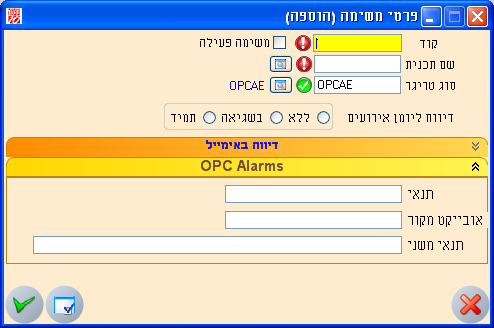 פרטי משימה (הוספה)
קוד משימה פעילה
שם תכנית
סוג טריגר OPCAE OPCAE
דיווח ליומן אירועים ללא בשגיאה תמיד
דיווח באימייל
OPC Alarms
תנאי
אובייקט מקור
תנאי משני